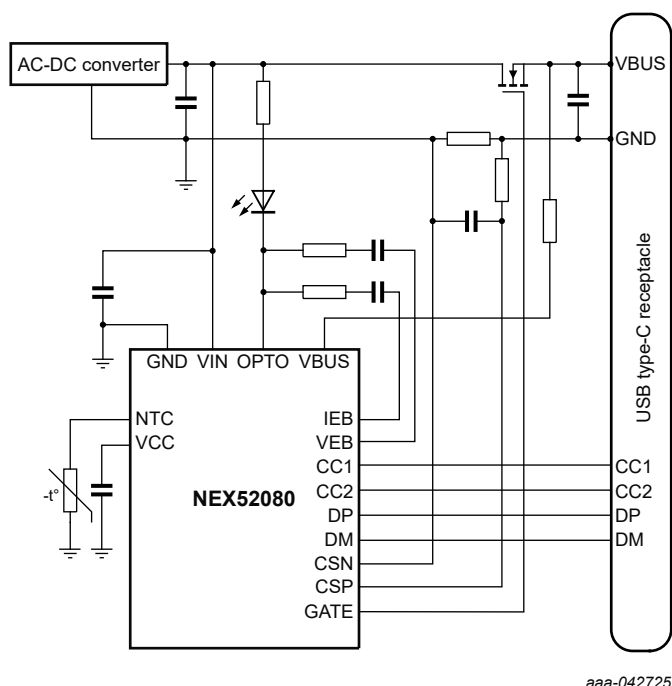 AC-DC converter
VBUS
GND
USB type-C receptacle
GND VIN OPTO VBUS
NTC
VCC
-t°
NEX52080
IEB
VEB
CC1
CC2
DP
DM
CSN
CSP
GATE
CC1
CC2
DP
DM
aaa-042725